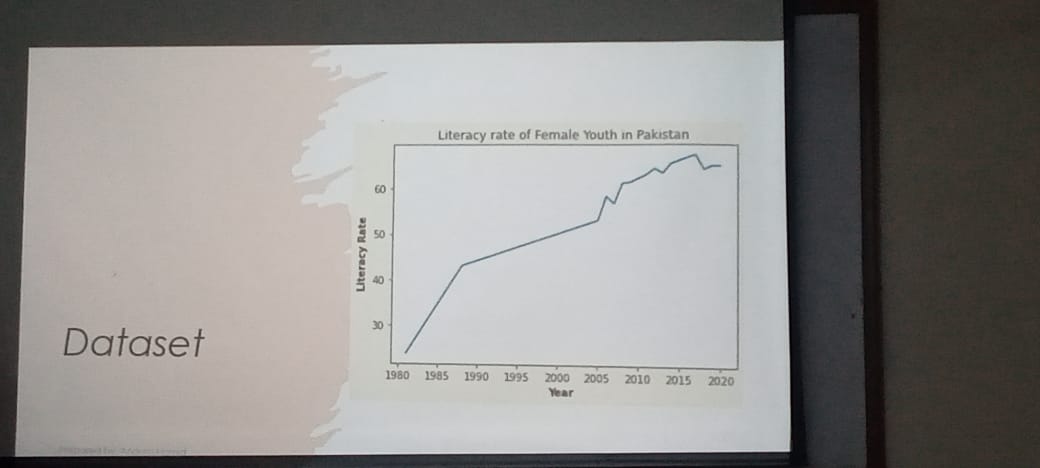 Literacy rate of Female Youth in Pakistan
60
50
40
30
Literacy Rate
1980 1985 1990 1995 2000 2005 2010 2015 2020
Year
Dataset